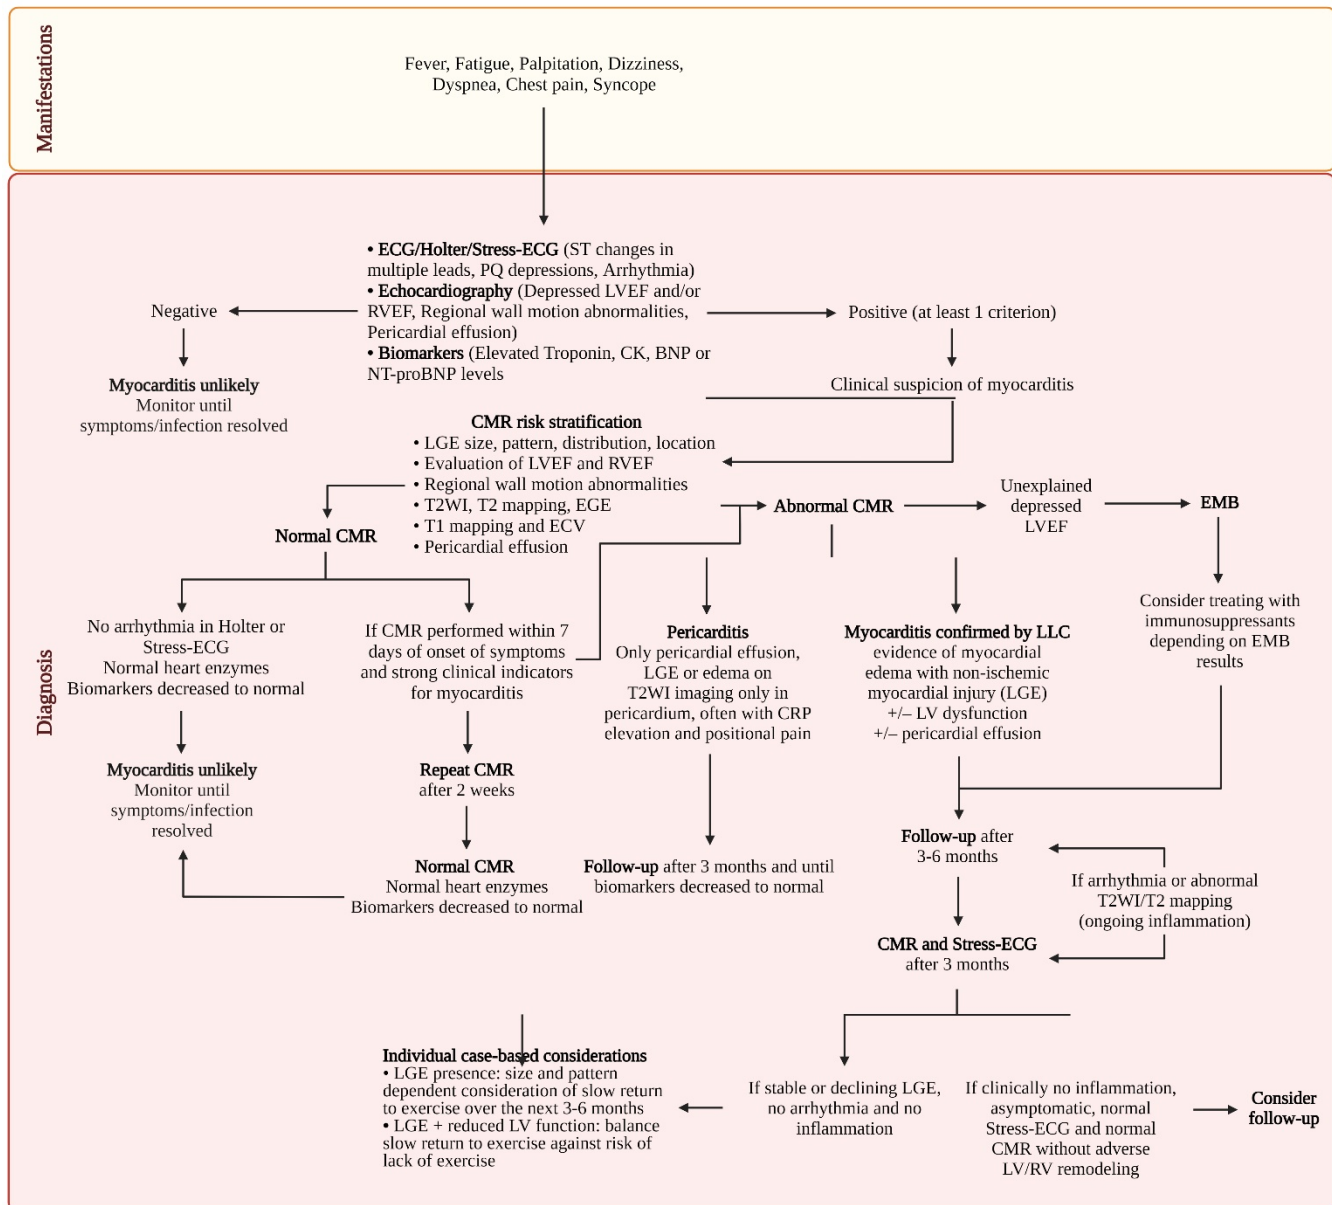 Manifestations
Fever, Fatigue, Palpitation, Dizziness,
Dyspnea, Chest pain, Syncope
Diagnosis
• ECG/Holter/Stress-ECG (ST changes in
multiple leads, PQ depressions, Arrhythmia)
• Echocardiography (Depressed LVEF and/or
RVEF, Regional wall motion abnormalities,
Pericardial effusion)
• Biomarkers (Elevated Troponin, CK, BNP or
NT-proBNP levels
Negative
Myocarditis unlikely
Monitor until
symptoms/infection resolved
Positive (at least 1 criterion)
Clinical suspicion of myocarditis
CMR risk stratification
• LGE size, pattern, distribution, location
• Evaluation of LVEF and RVEF
• Regional wall motion abnormalities
• T2WI, T2 mapping, EGE
• T1 mapping and ECV
• Pericardial effusion
Normal CMR
Abnormal CMR
Unexplained
depressed
LVEF
EMB
Consider treating with
immunosuppressants
depending on EMB
results
No arrhythmia in Holter or
Stress-ECG
Normal heart enzymes
Biomarkers decreased to normal
If CMR performed within 7
days of onset of symptoms
and strong clinical indicators
for myocarditis
Pericarditis
Only pericardial effusion,
LGE or edema on
T2WI imaging only in
pericardium, often with CRP
elevation and positional pain
Myocarditis confirmed by LLC
evidence of myocardial
edema with non-ischemic
myocardial injury (LGE)
+/– LV dysfunction
+/– pericardial effusion
Myocarditis unlikely
Monitor until
symptoms/infection
resolved
Repeat CMR
after 2 weeks
Normal CMR
Normal heart enzymes
Biomarkers decreased to normal
Follow-up after 3 months and until
biomarkers decreased to normal
Follow-up after
3-6 months
If arrhythmia or abnormal
T2WI/T2 mapping
(ongoing inflammation)
CMR and Stress-ECG
after 3 months
Individual case-based considerations
• LGE presence: size and pattern
dependent consideration of slow return
to exercise over the next 3-6 months
• LGE + reduced LV function: balance
slow return to exercise against risk of
lack of exercise
If stable or declining LGE,
no arrhythmia and no
inflammation
If clinically no inflammation,
asymptomatic, normal
Stress-ECG and normal
CMR without adverse
LV/RV remodeling
Consider
follow-up